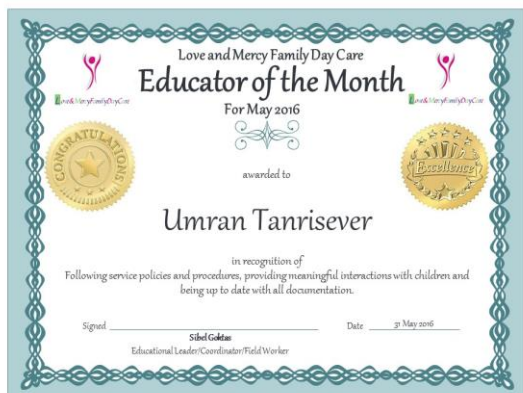 Love and Mercy Family Day Care
Educator of the Month
For May 2016
Love&MercyFamilyDayCare
Love&MercyFamilyDayCare
CONGRATULATIONS
Excellence
awarded to
Umran Tanrisever
in recognition of
Following service policies and procedures, providing meaningful interactions with children and
being up to date with all documentation.
Signed
Date 31 May 2016
Sibel Goktas
Educational Leader/Coordinator/Field Worker